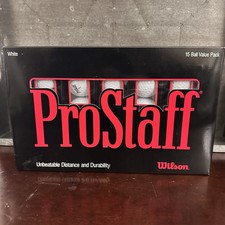 White
15 Ball Value Pack
ProStaff
Unbeatable Distance and Durability
Wilson